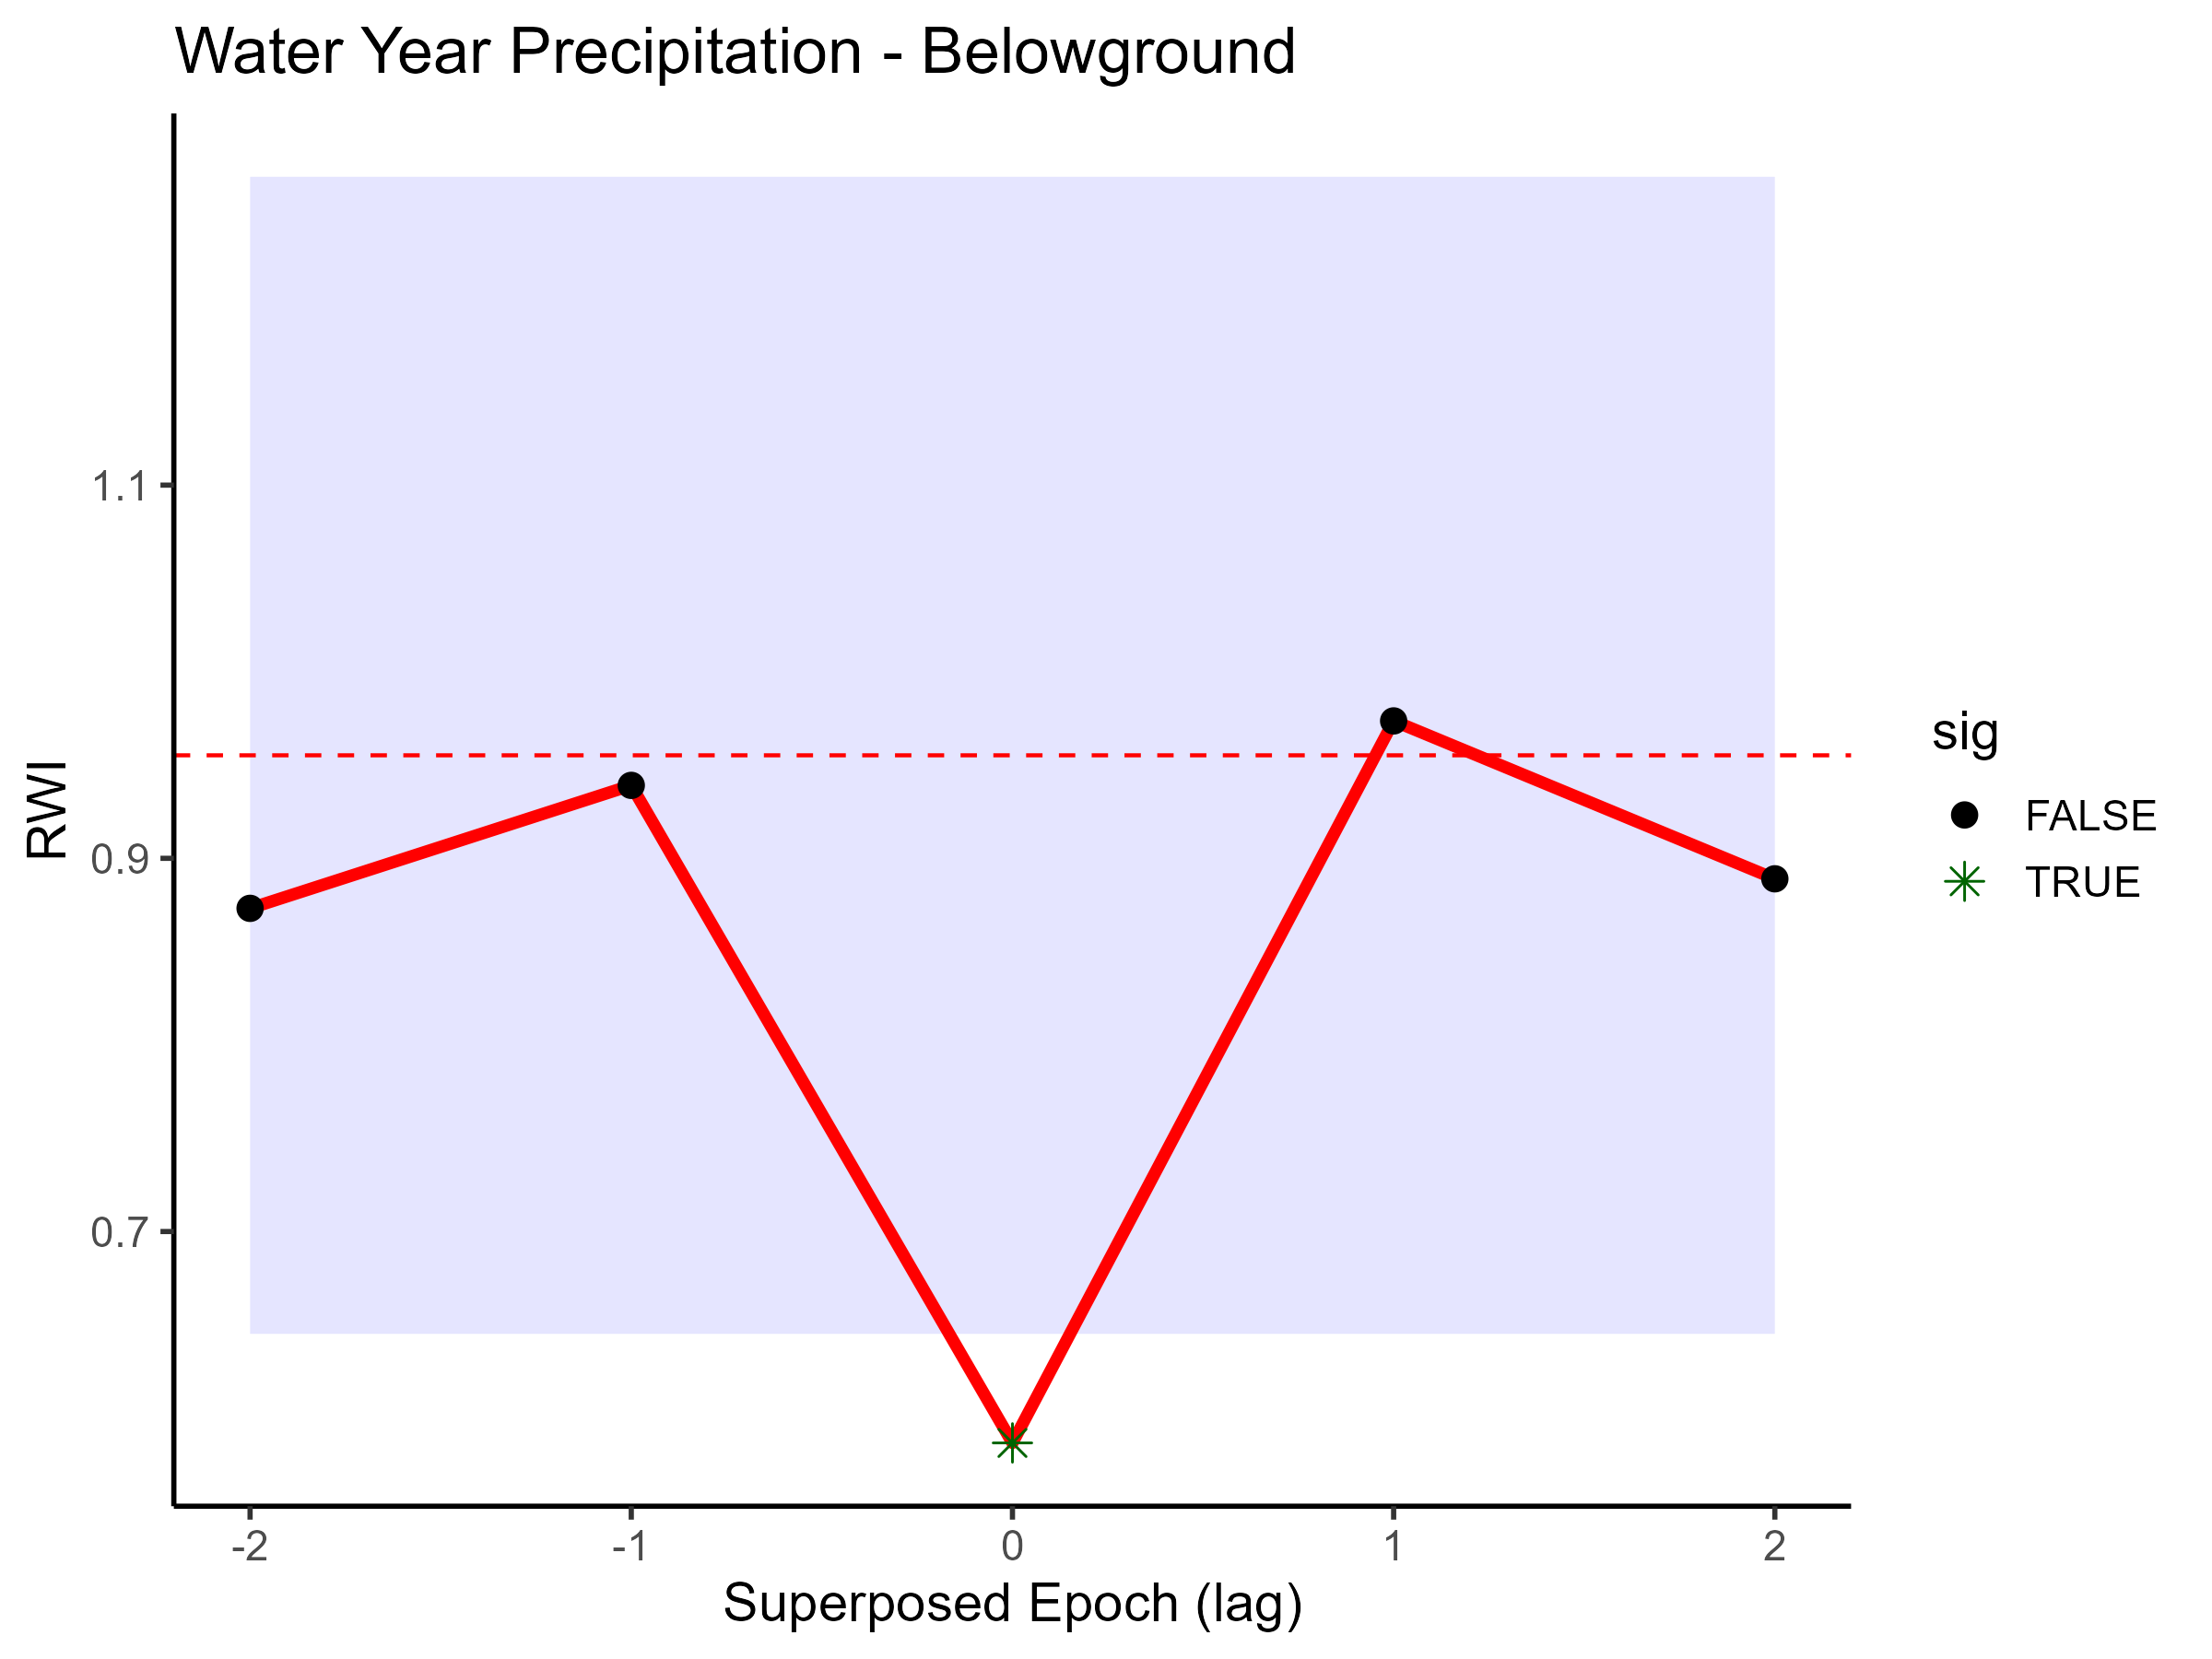 Water Year Precipitation - Belowground
RWI
1.1
0.9
0.7
-2
-1
0
1
2
Superposed Epoch (lag)
sig
FALSE
TRUE